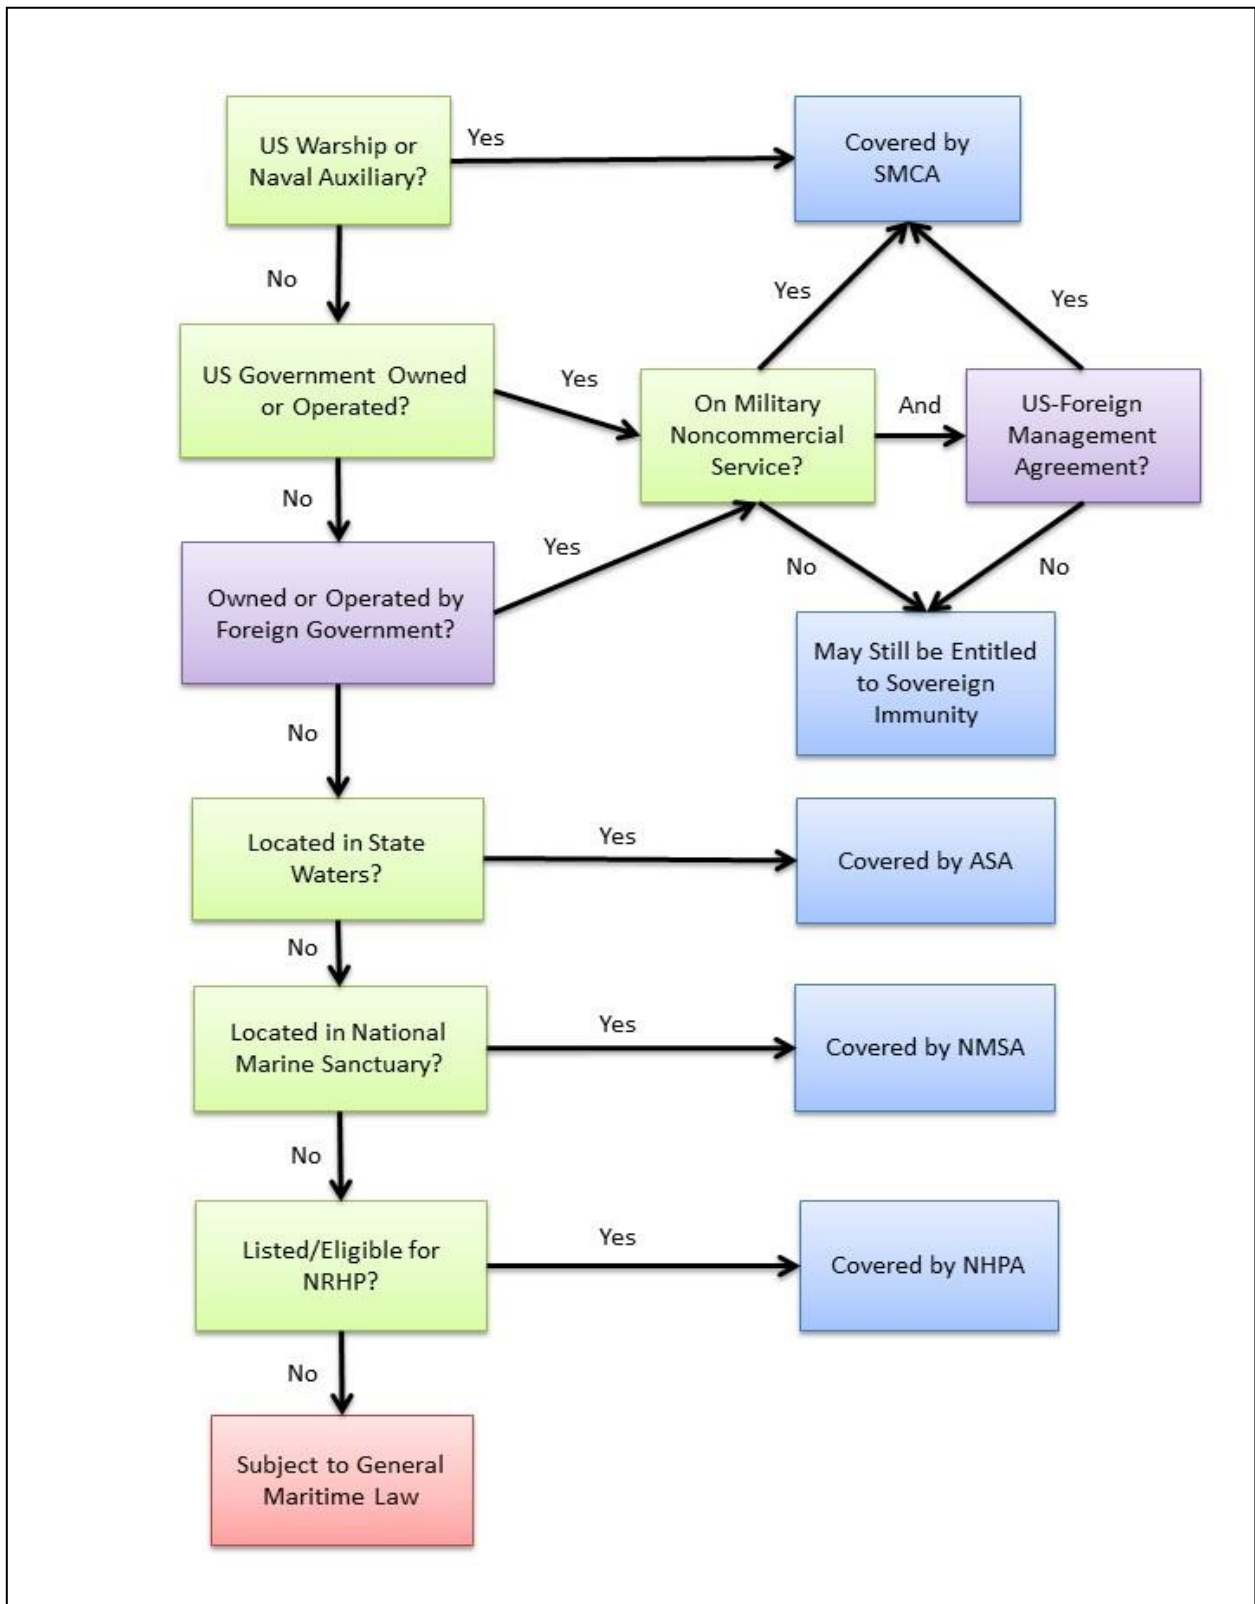 US Warship or
Naval Auxiliary?
Yes
Covered by
SMCA
No
Yes
Yes
US Government Owned
or Operated?
Yes
On Military
Noncommercial
Service?
And
US-Foreign
Management
Agreement?
No
Owned or Operated by
Foreign Government?
Yes
No
No
May Still be Entitled
to Sovereign
Immunity
No
Located in State
Waters?
Yes
Covered by ASA
No
Located in National
Marine Sanctuary?
Yes
Covered by NMSA
No
Listed/Eligible for
NRHP?
Yes
Covered by NHPA
No
Subject to General
Maritime Law